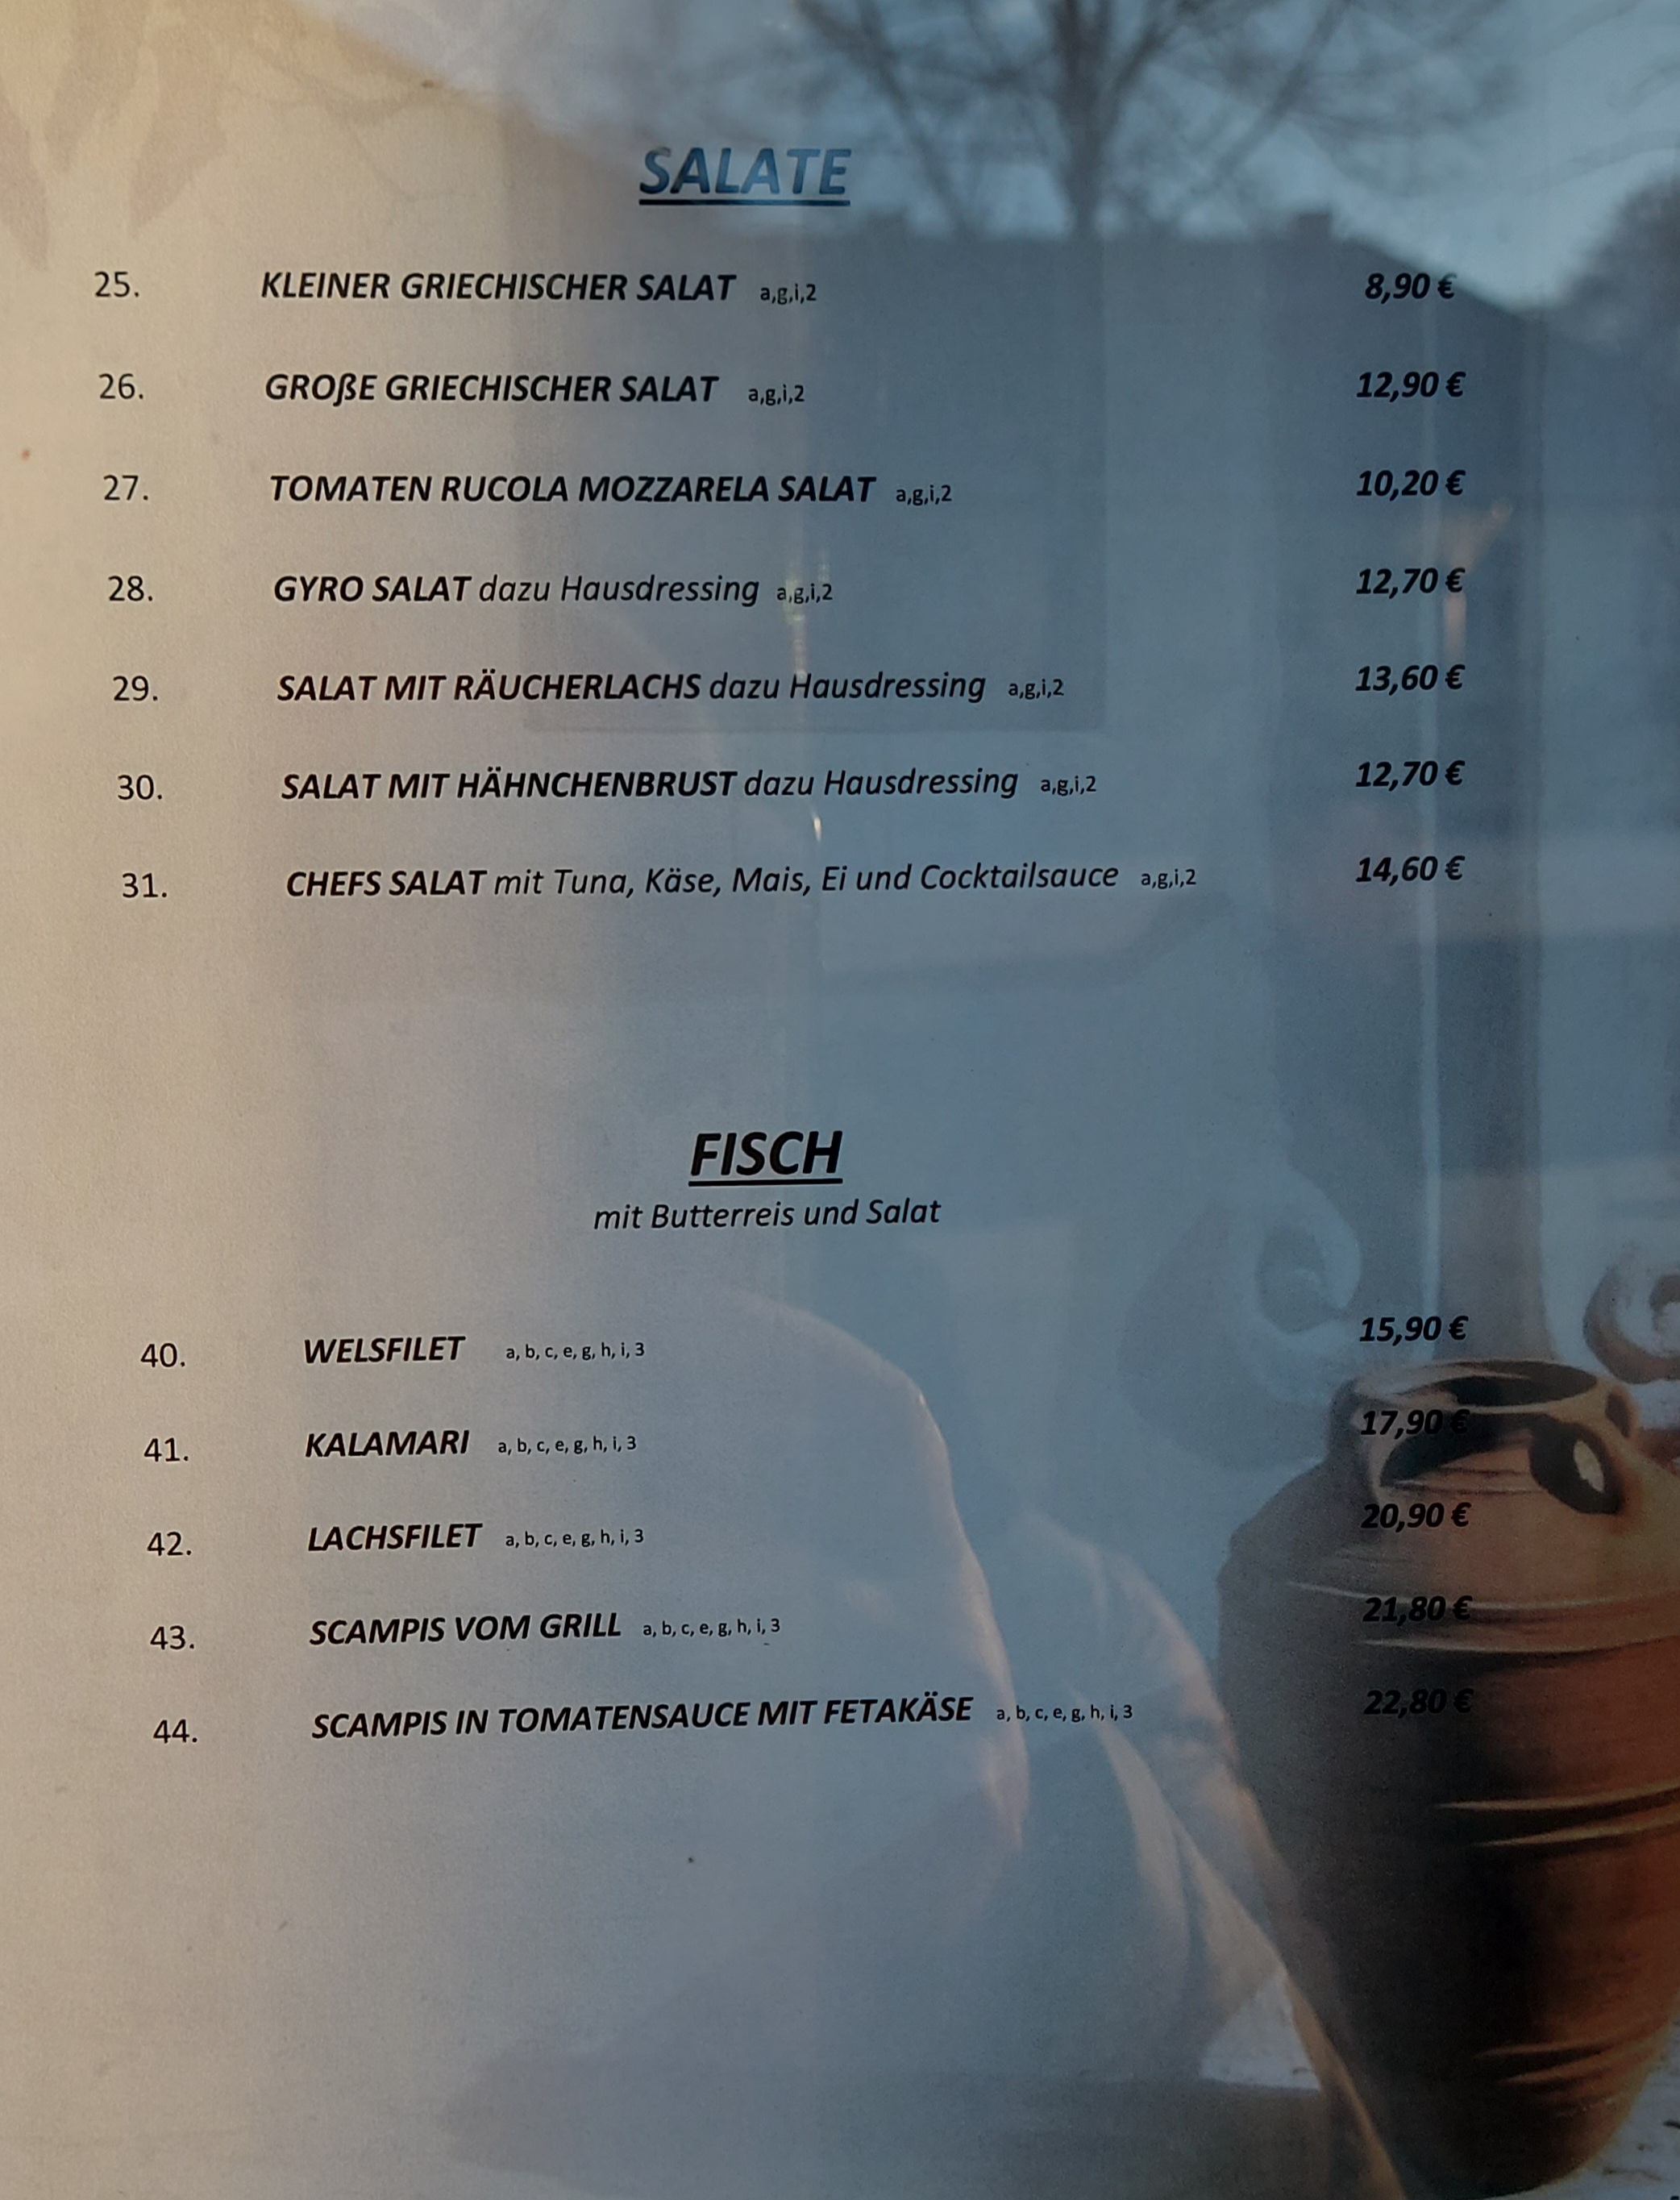 SALATE
25. KLEINER GRIECHISCHER SALAT a,g,i,2 8,90 €
26. GROßE GRIECHISCHER SALAT a,g,i,2 12,90 €
27. TOMATEN RUCOLA MOZZARELA SALAT a,g,i,2 10,20 €
28. GYRO SALAT dazu Hausdressing a,g,i,2 12,70 €
29. SALAT MIT RÄUCHERLACHS dazu Hausdressing a,g,i,2 13,60 €
30. SALAT MIT HÄHNCHENBRUST dazu Hausdressing a,g,i,2 12,70 €
31. CHEFS SALAT mit Tuna, Käse, Mais, Ei und Cocktailsauce a,g,i,2 14,60 €
FISCH
mit Butterreis und Salat
40. WELSFILET a, b, c, e, g, h, i, 3 15,90 €
41. KALAMARI a, b, c, e, g, h, i, 3 17,90 €
42. LACHSFILET a, b, c, e, g, h, i, 3 20,90 €
43. SCAMPIS VOM GRILL a, b, c, e, g, h, i, 3 21,80 €
44. SCAMPIS IN TOMATENSAUCE MIT FETAKÄSE a, b, c, e, g, h, i, 3 22,80 €